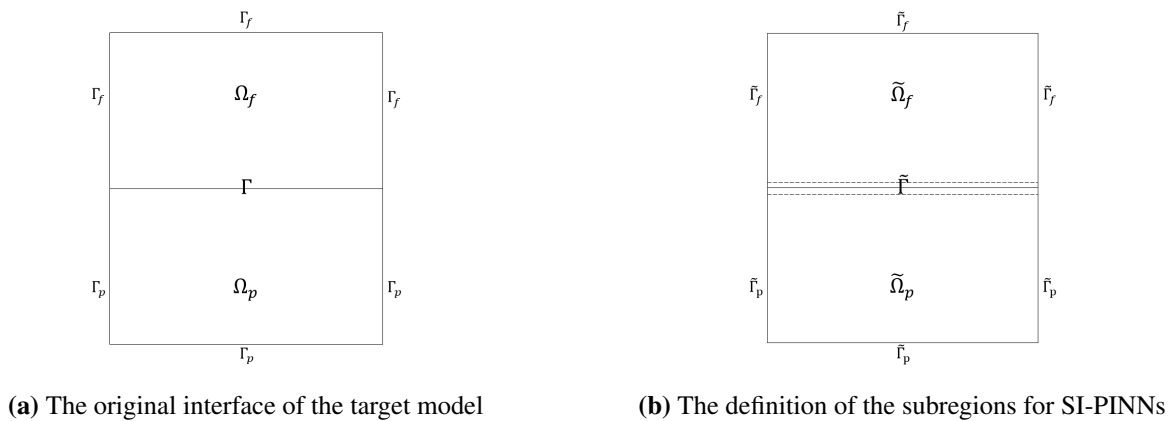 Γ_f Γ̃_f
Γ_f Ω_f Γ_f Γ̃_f Ω̃_f Γ̃_f
Γ Γ̃
Γ_p Ω_p Γ_p Γ̃_p Ω̃_p Γ̃_p
Γ_p Γ̃_p
(a) The original interface of the target model (b) The definition of the subregions for SI-PINNs